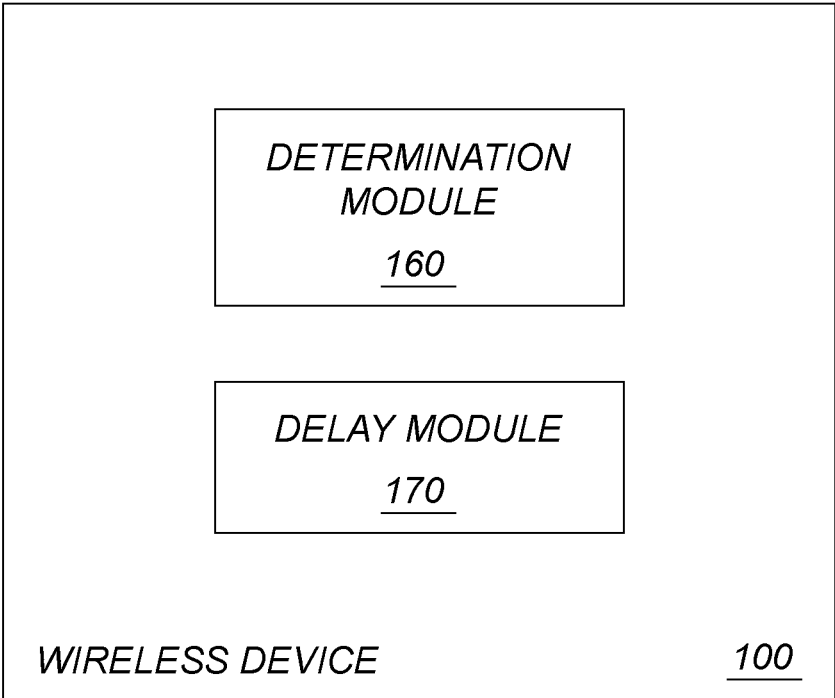 DETERMINATION
MODULE
160
DELAY MODULE
170
WIRELESS DEVICE 100